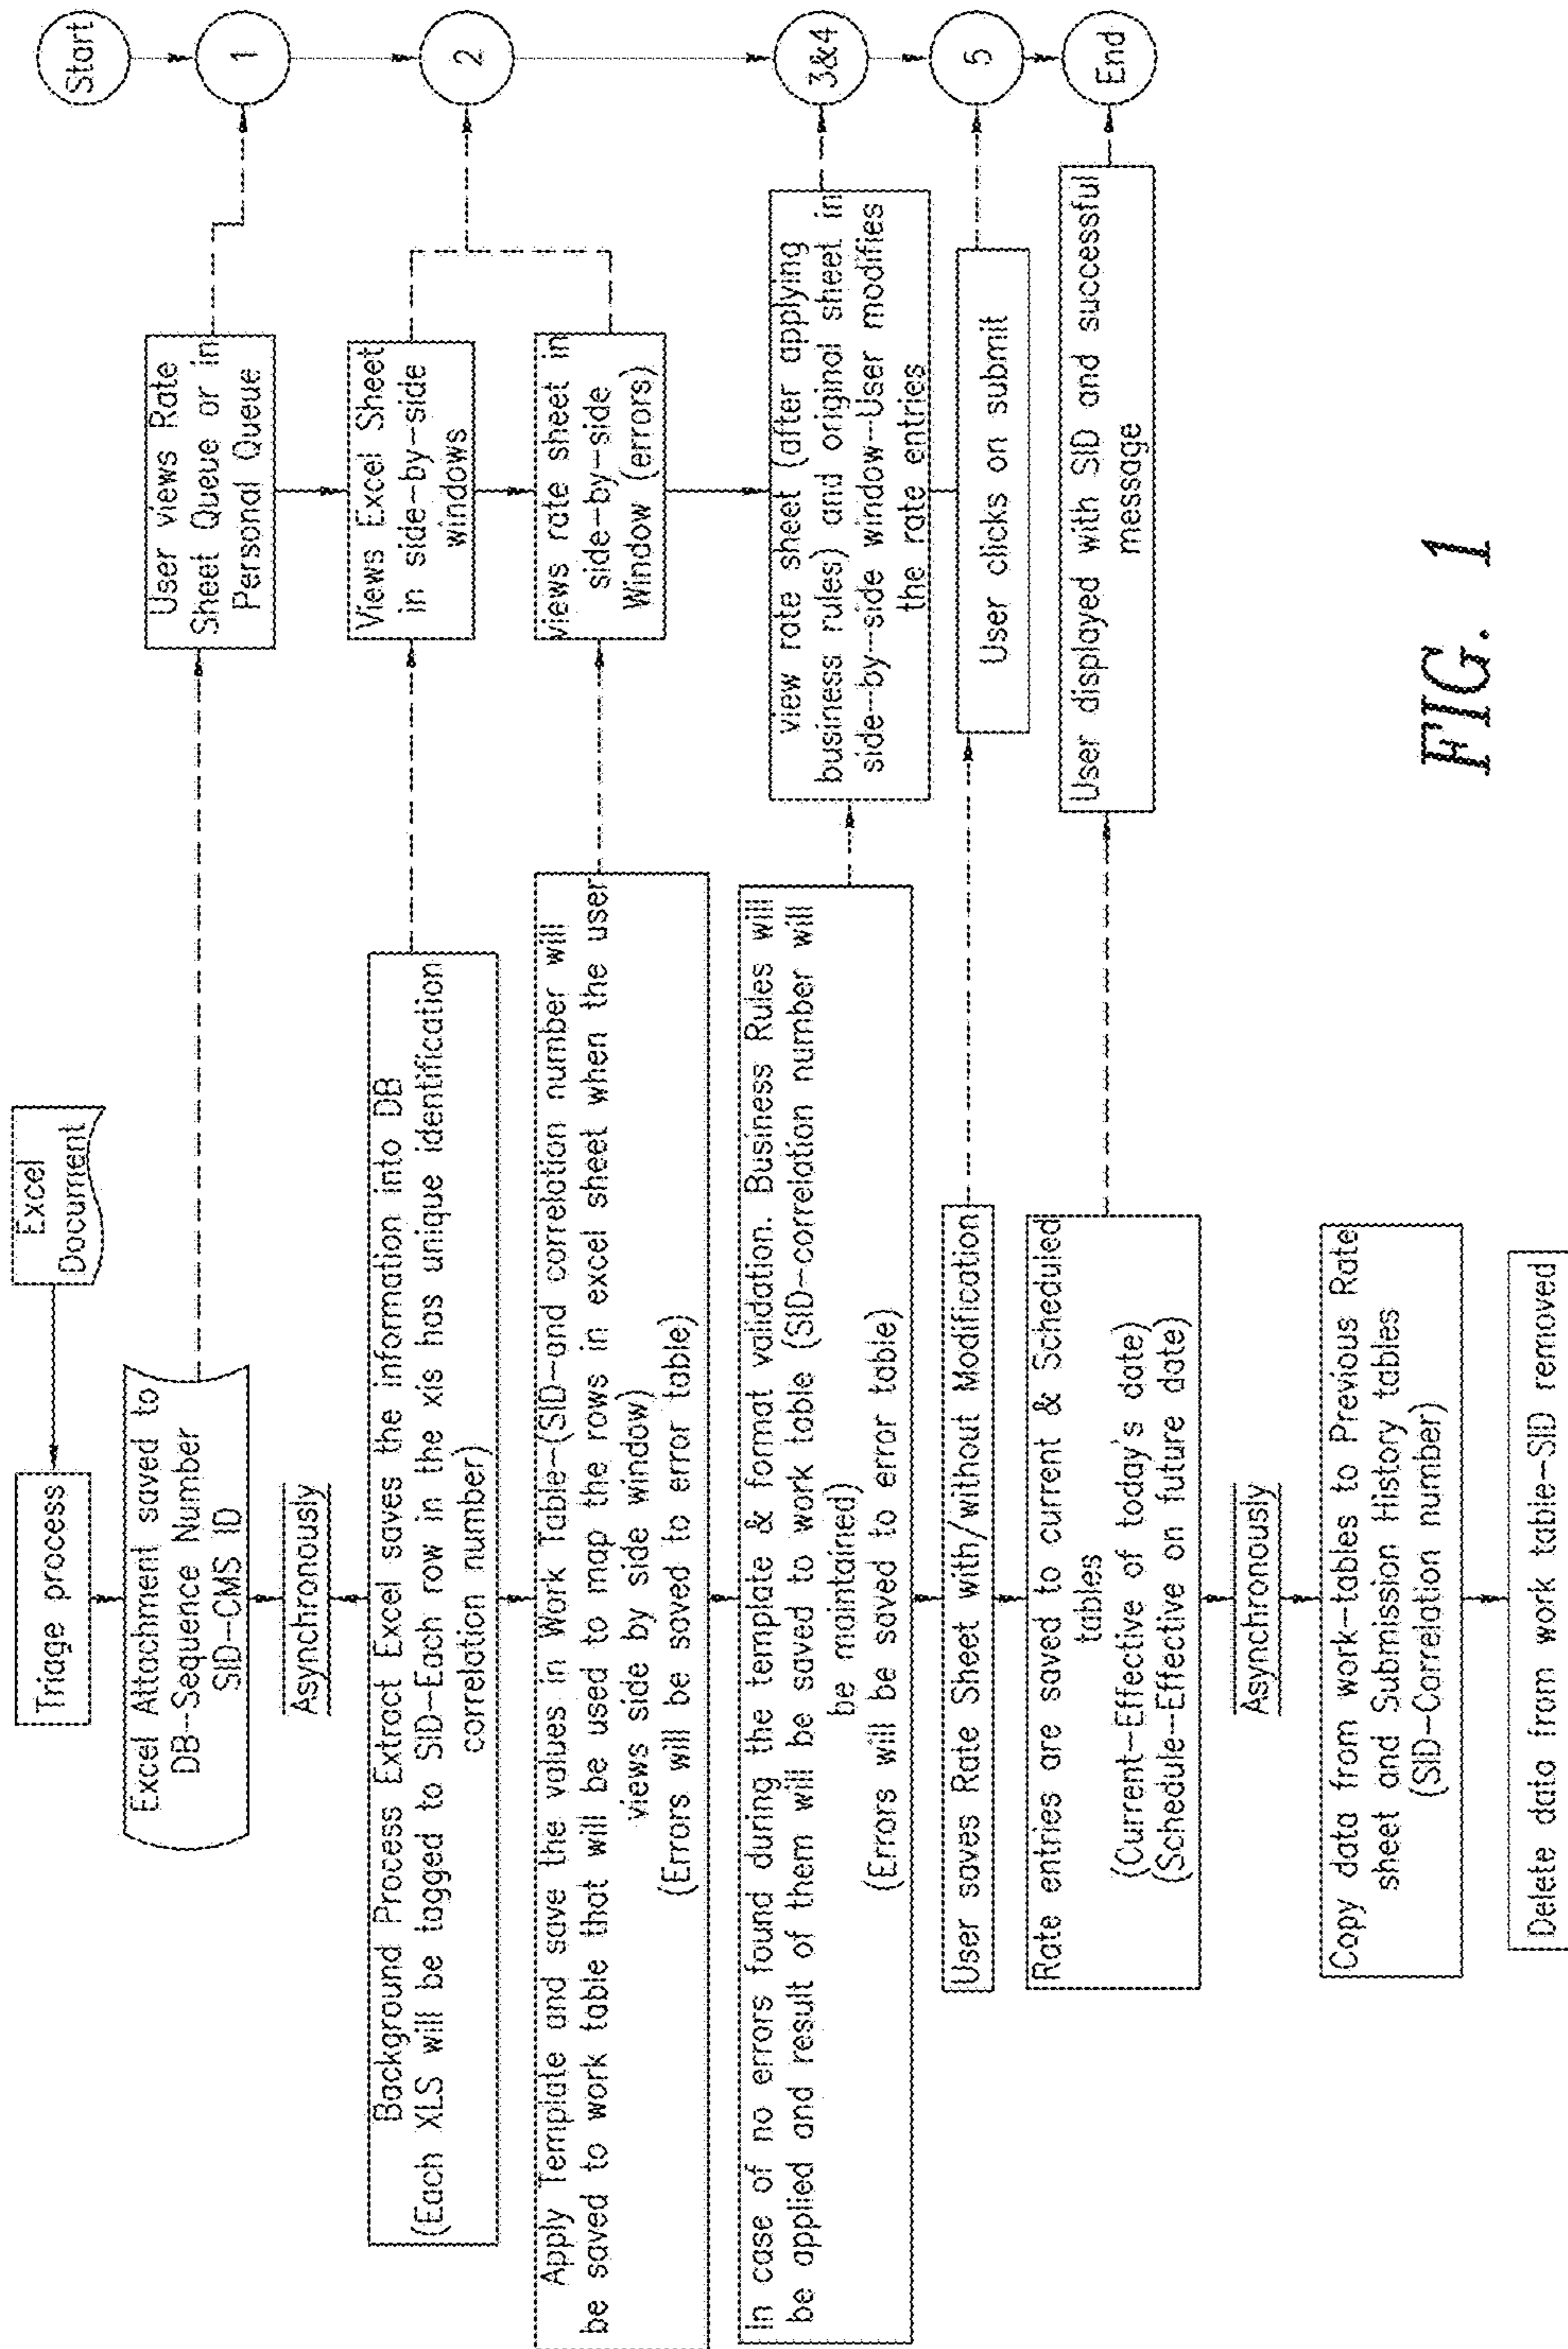 Excel
Document
Triage process
Excel Attachment saved to
DB-Sequence Number
SID-CMS ID
Asynchronously
Background Process Extract Excel saves the information into DB
(Each XLS will be tagged to SID-Each row in the xis has unique identification
correlation number)
Apply Template and save the values in Work Table-(SID-and correlation number will
be saved to work table that will be used to map the rows in excel sheet when the user
views side by side window)
(Errors will be saved to error table)
In case of no errors found during the template & format validation. Business Rules will
be applied and result of them will be saved to work table (SID-correlation number will
be maintained)
(Errors will be saved to error table)
User saves Rate Sheet with/without Modification
Rate entries are saved to current & Scheduled
tables
(Current-Effective of today's date)
(Schedule-Effective on future date)
Asynchronously
Copy data from work-tables to Previous Rate
sheet and Submission History tables
(SID-Correlation number)
Delete data from work table-SID removed
User views Rate
Sheet Queue or in
Personal Queue
Views Excel Sheet
in side-by-side
windows
views rate sheet in
side-by-side
Window (errors)
view rate sheet (after applying
business rules) and original sheet in
side-by-side window-User modifies
the rate entries
User clicks on submit
User displayed with SID and successful
message
Start
1
2
3&4
5
End
FIG. 1